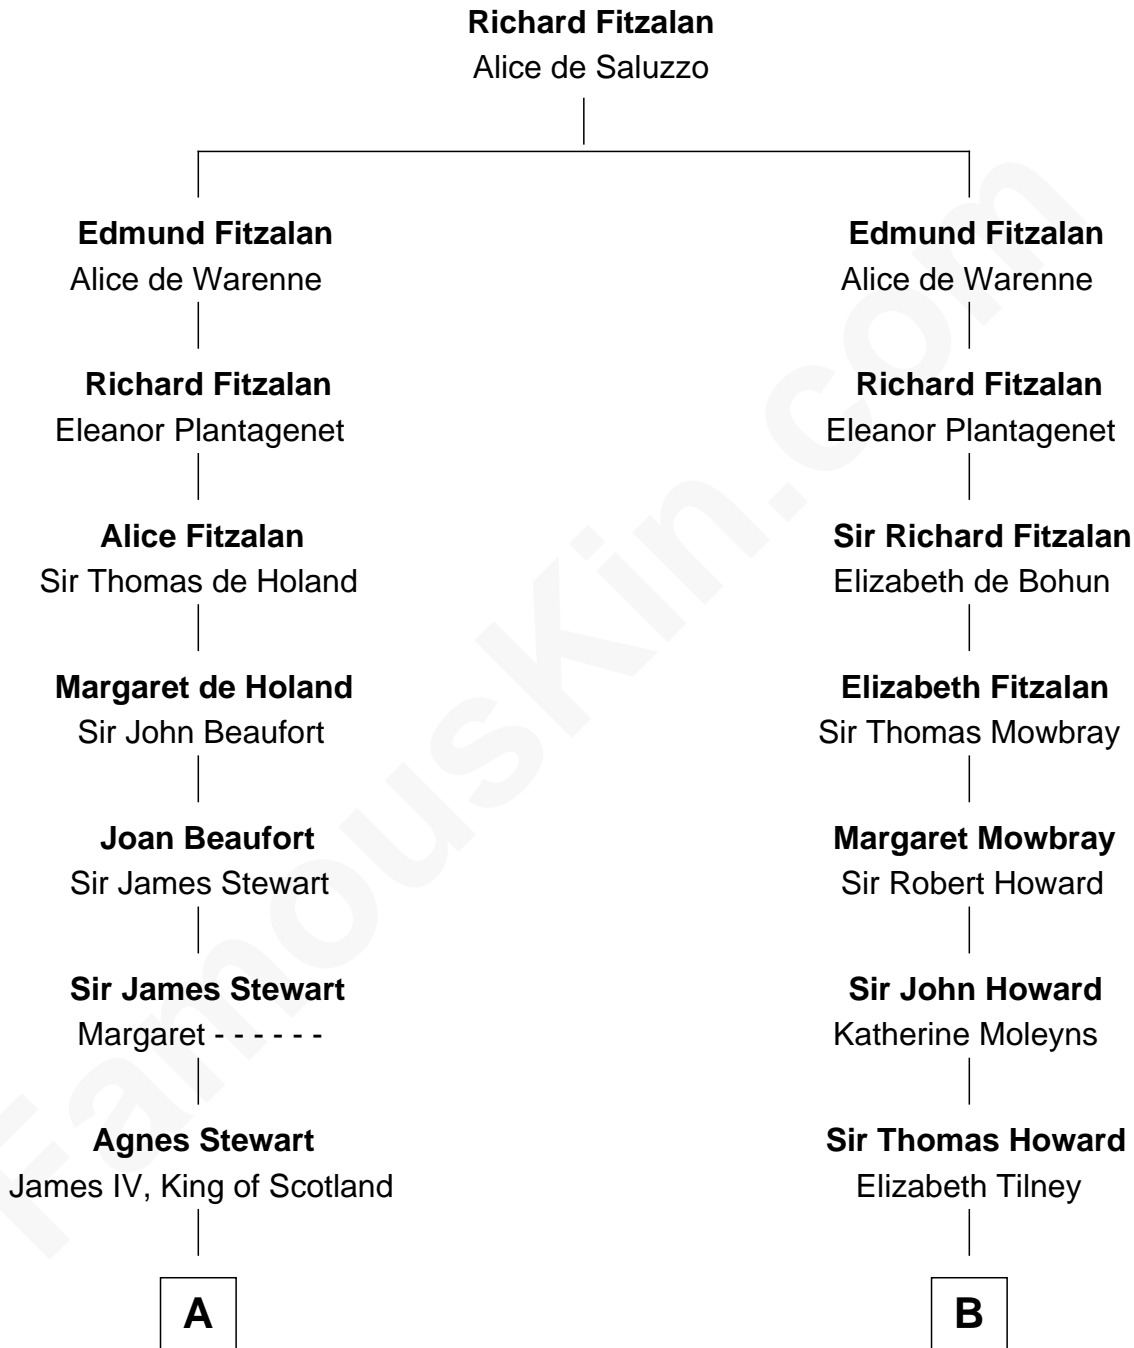 Richard Fitzalan
Alice de Saluzzo
Edmund Fitzalan
Alice de Warenne
Richard Fitzalan
Eleanor Plantagenet
Alice Fitzalan
Sir Thomas de Holand
Margaret de Holand
Sir John Beaufort
Joan Beaufort
Sir James Stewart
Sir James Stewart
Margaret - - - - - -
Agnes Stewart
James IV, King of Scotland
A
Edmund Fitzalan
Alice de Warenne
Richard Fitzalan
Eleanor Plantagenet
Sir Richard Fitzalan
Elizabeth de Bohun
Elizabeth Fitzalan
Sir Thomas Mowbray
Margaret Mowbray
Sir Robert Howard
Sir John Howard
Katherine Moleyns
Sir Thomas Howard
Elizabeth Tilney
B
FamousKin.com